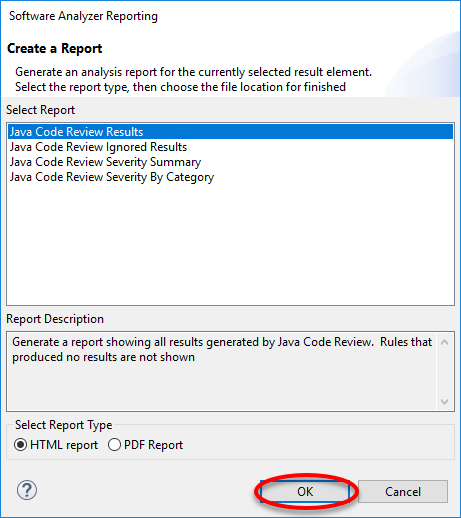 Software Analyzer Reporting
Create a Report
Generate an analysis report for the currently selected result element.
Select the report type, then choose the file location for finished
Select Report
Java Code Review Results
Java Code Review Ignored Results
Java Code Review Severity Summary
Java Code Review Severity By Category
Report Description
Generate a report showing all results generated by Java Code Review.  Rules that
produced no results are not shown
Select Report Type
HTML report PDF Report
? OK Cancel